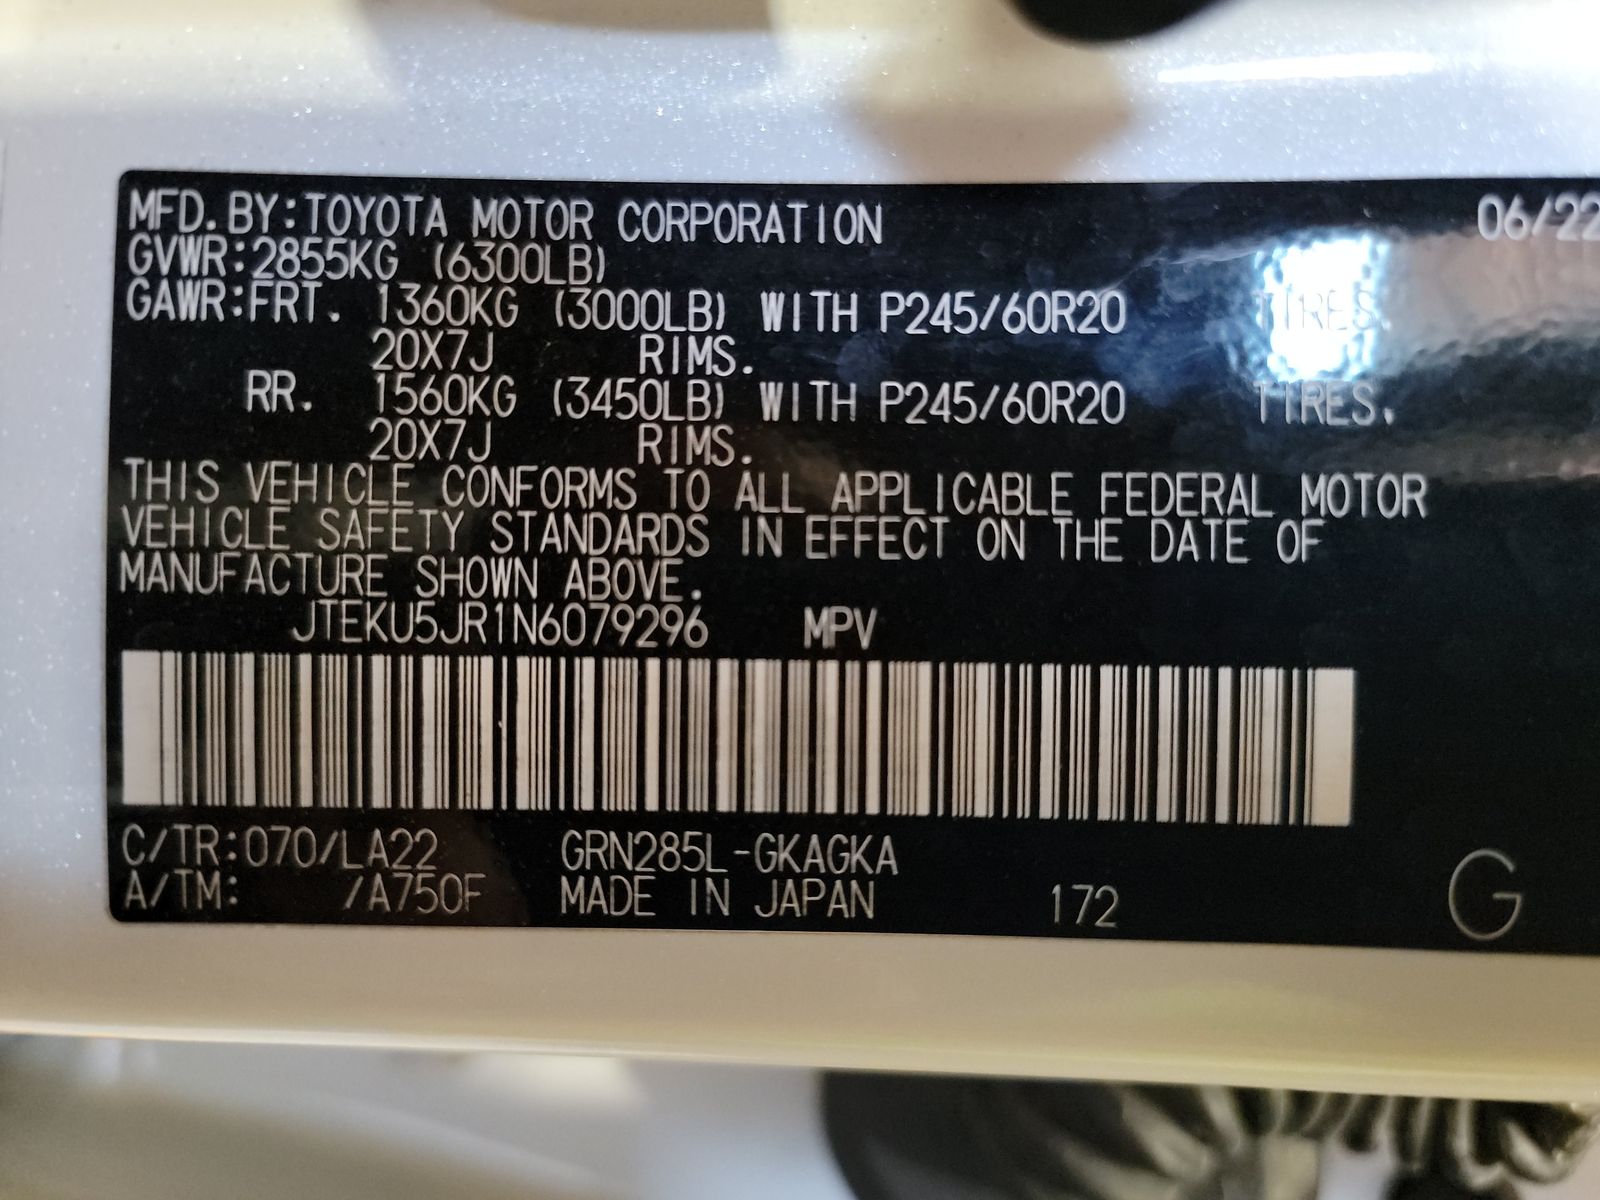 MFD.BY:TOYOTA MOTOR CORPORATION 06/22
GVWR:2855KG (6300LB)
GAWR:FRT. 1360KG (3000LB) WITH P245/60R20 TIRES.
20X7J RIMS.
RR. 1560KG (3450LB) WITH P245/60R20 TIRES.
20X7J RIMS.
THIS VEHICLE CONFORMS TO ALL APPLICABLE FEDERAL MOTOR
VEHICLE SAFETY STANDARDS IN EFFECT ON THE DATE OF
MANUFACTURE SHOWN ABOVE.
JTEKU5JR1N6079296 MPV
C/TR:070/LA22 GRN285L-GKAGKA
A/TM: /A750F MADE IN JAPAN 172 G